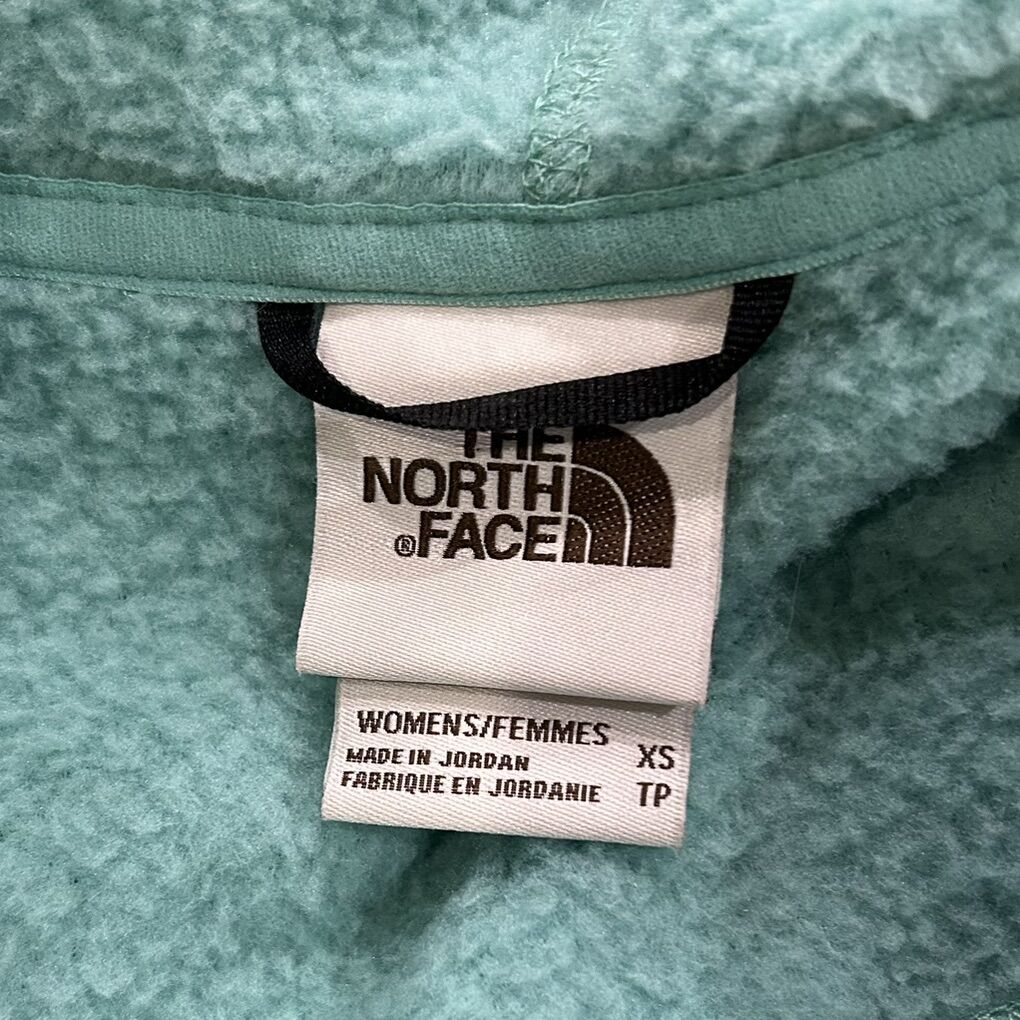 THE
NORTH
®FACE
WOMENS/FEMMES XS
MADE IN JORDAN
FABRIQUE EN JORDANIE TP